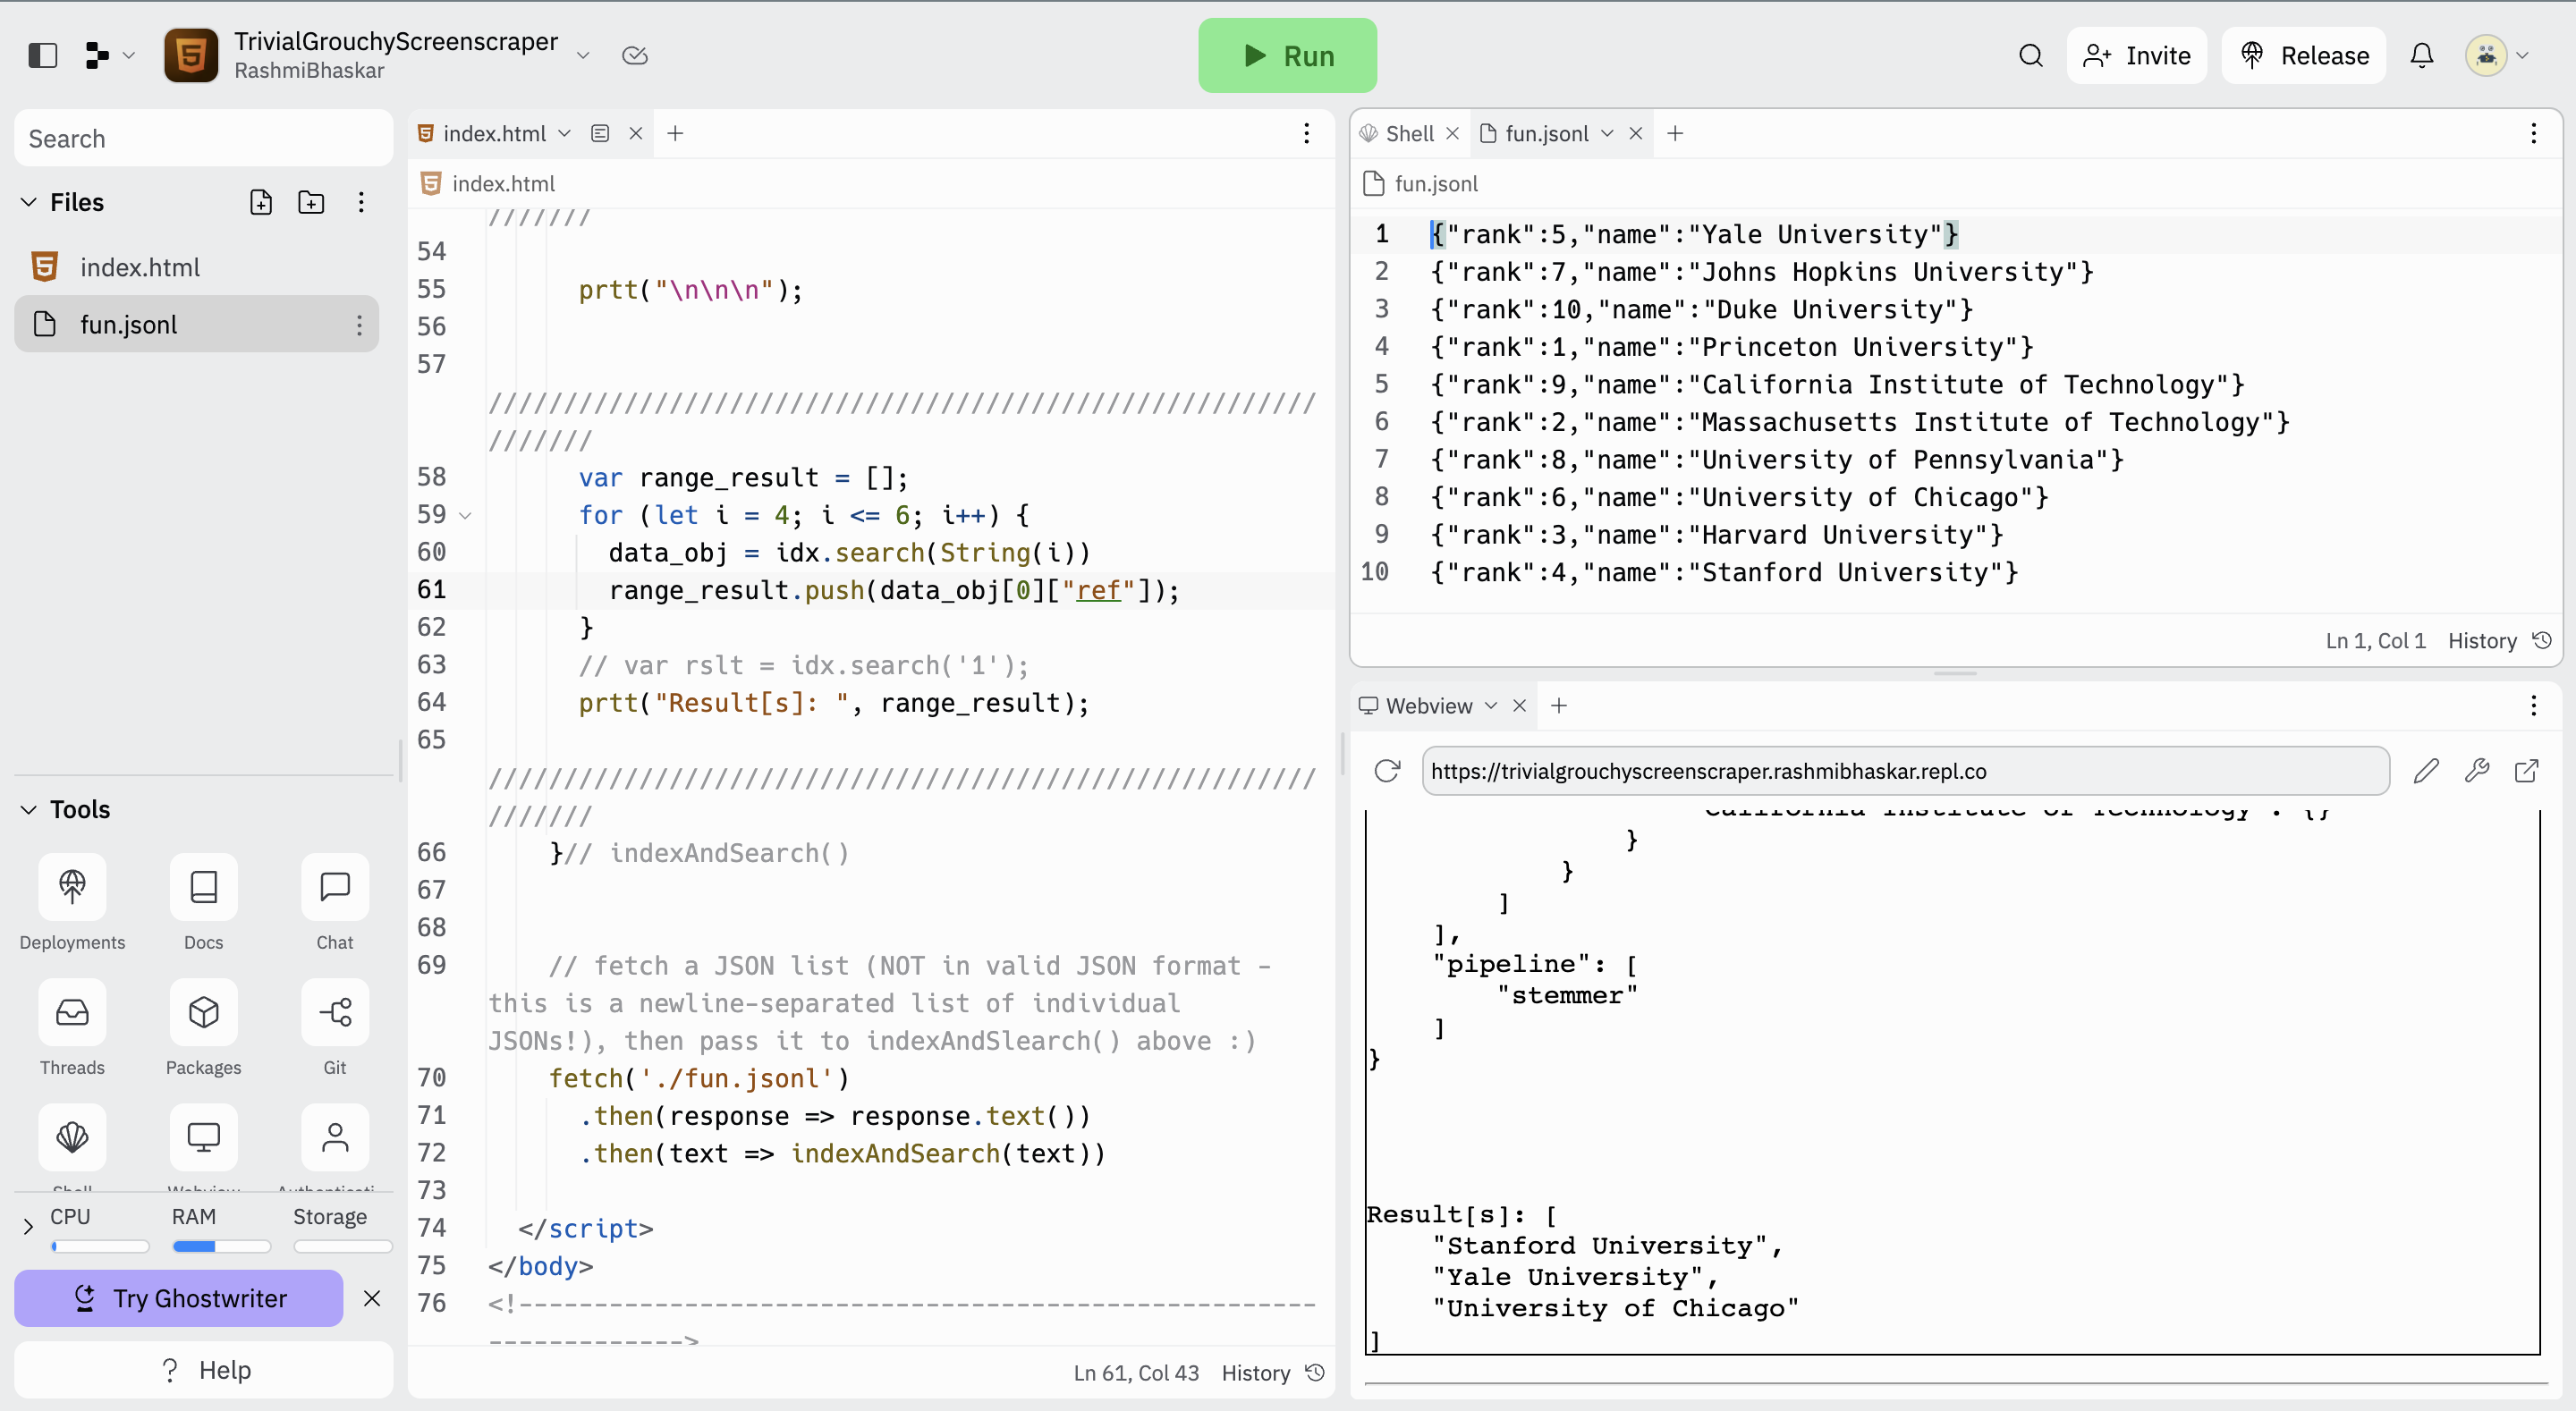 TrivialGrouchyScreenscraper
RashmiBhaskar
Run
Invite
Release
Search
Files
index.html
fun.jsonl
Tools
Deployments
Docs
Chat
Threads
Packages
Git
Shell
Webview
CPU
RAM
Storage
Try Ghostwriter
? Help
index.html
index.html
///////
54
55 prtt("\n\n\n");
56
57
///////////////////////////////////////////////////////
///////
58 var range_result = [];
59 for (let i = 4; i <= 6; i++) {
60 data_obj = idx.search(String(i))
61 range_result.push(data_obj[0]["ref"]);
62 }
63 // var rslt = idx.search('1');
64 prtt("Result[s]: ", range_result);
65
///////////////////////////////////////////////////////
///////
66 }// indexAndSearch()
67
68
69 // fetch a JSON list (NOT in valid JSON format -
this is a newline-separated list of individual
JSONs!), then pass it to indexAndSlearch() above :)
70 fetch('./fun.jsonl')
71 .then(response => response.text())
72 .then(text => indexAndSearch(text))
73
74 </script>
75 </body>
76 <!-----------------------------------------------------
------------->
Ln 61, Col 43 History
Shell
fun.jsonl
fun.jsonl
1 {"rank":5,"name":"Yale University"}
2 {"rank":7,"name":"Johns Hopkins University"}
3 {"rank":10,"name":"Duke University"}
4 {"rank":1,"name":"Princeton University"}
5 {"rank":9,"name":"California Institute of Technology"}
6 {"rank":2,"name":"Massachusetts Institute of Technology"}
7 {"rank":8,"name":"University of Pennsylvania"}
8 {"rank":6,"name":"University of Chicago"}
9 {"rank":3,"name":"Harvard University"}
10 {"rank":4,"name":"Stanford University"}
Ln 1, Col 1 History
Webview
https://trivialgrouchyscreenscraper.rashmibhaskar.repl.co
California Institute of Technology": {}
}
}
]
],
"pipeline": [
"stemmer"
]
}
Result[s]: [
"Stanford University",
"Yale University",
"University of Chicago"
]